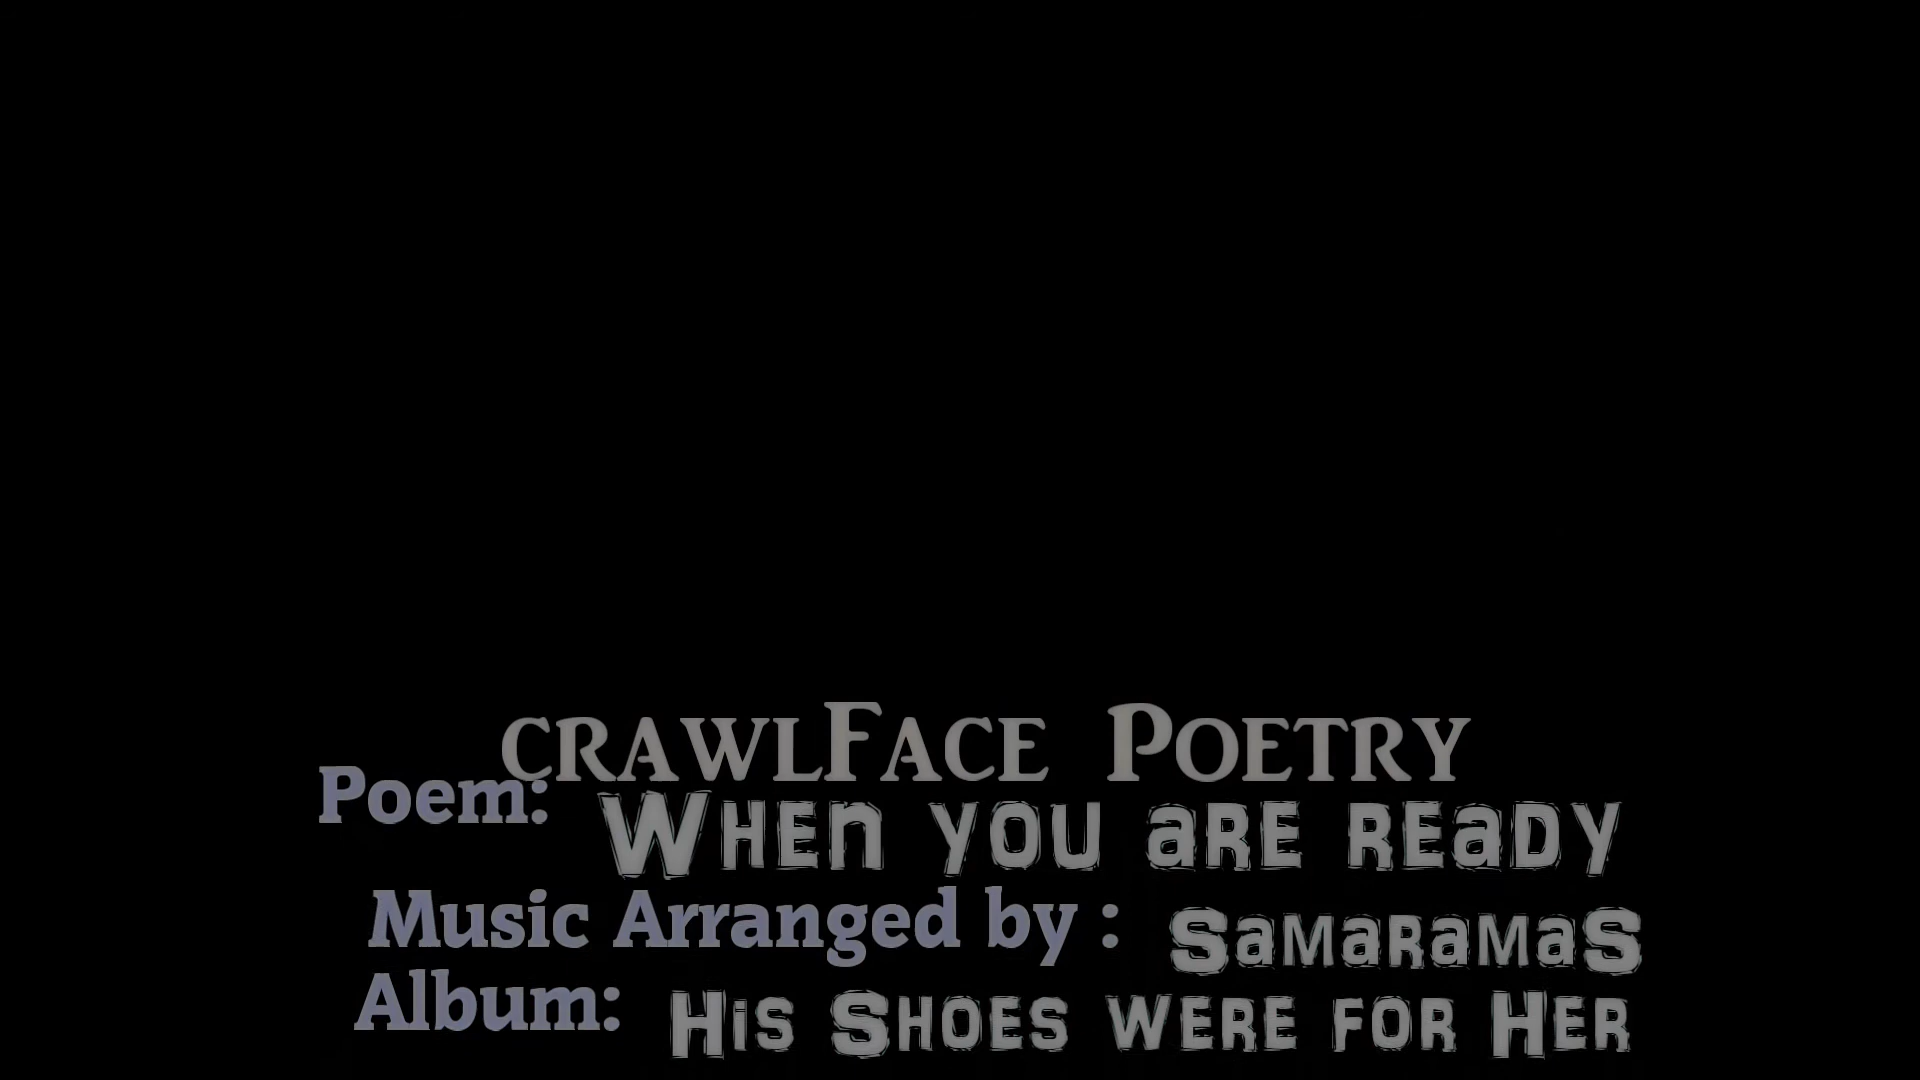 crawlFace Poetry
Poem: When you are ready
Music Arranged by : SamaramaS
Album: His Shoes were for Her